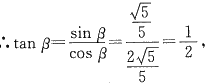 ∴tan β=sin β/cos β=(√5/5)/(2√5/5)=1/2,